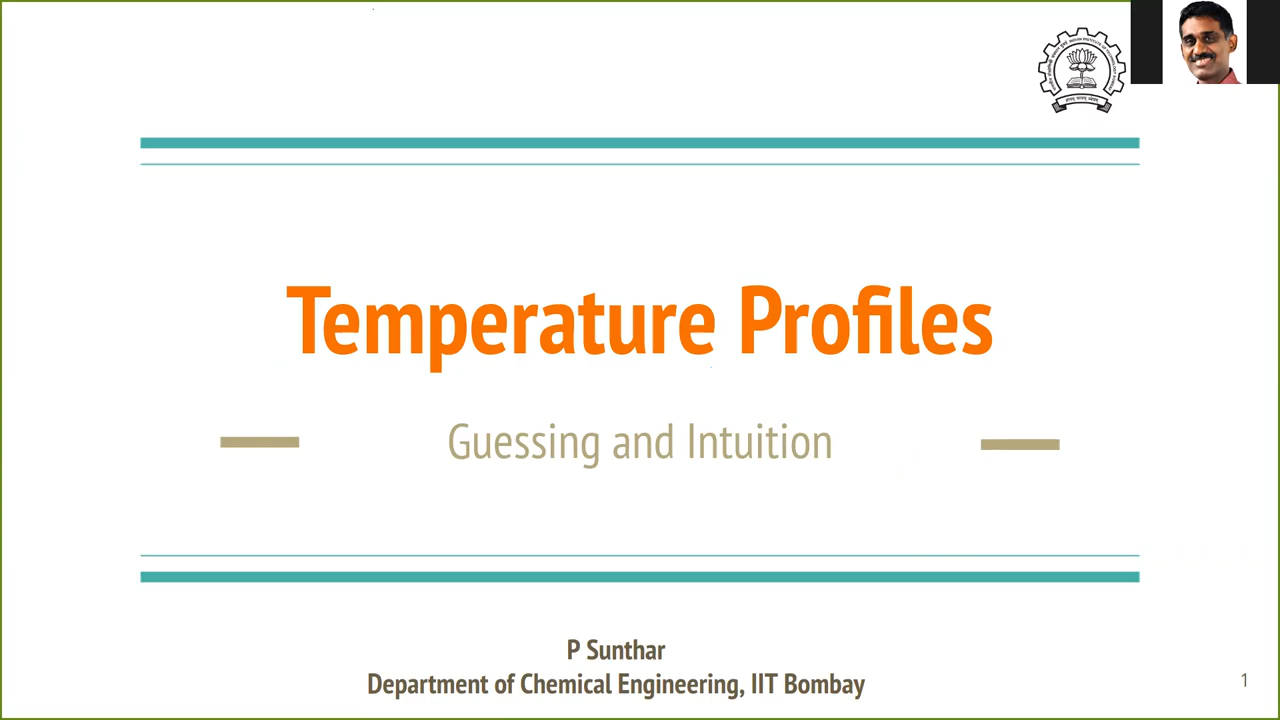 Temperature Profiles
Guessing and Intuition
P Sunthar
Department of Chemical Engineering, IIT Bombay
1